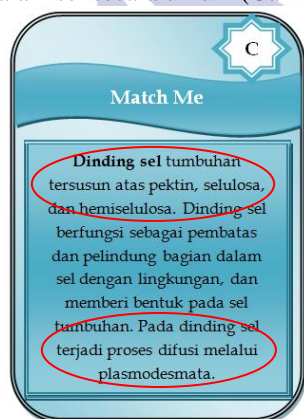 C
Match Me
Dinding sel tumbuhan
tersusun atas pektin, selulosa,
dan hemiselulosa. Dinding sel
berfungsi sebagai pembatas
dan pelindung bagian dalam
sel dengan lingkungan, dan
memberi bentuk pada sel
tumbuhan. Pada dinding sel
terjadi proses difusi melalui
plasmodesmata.